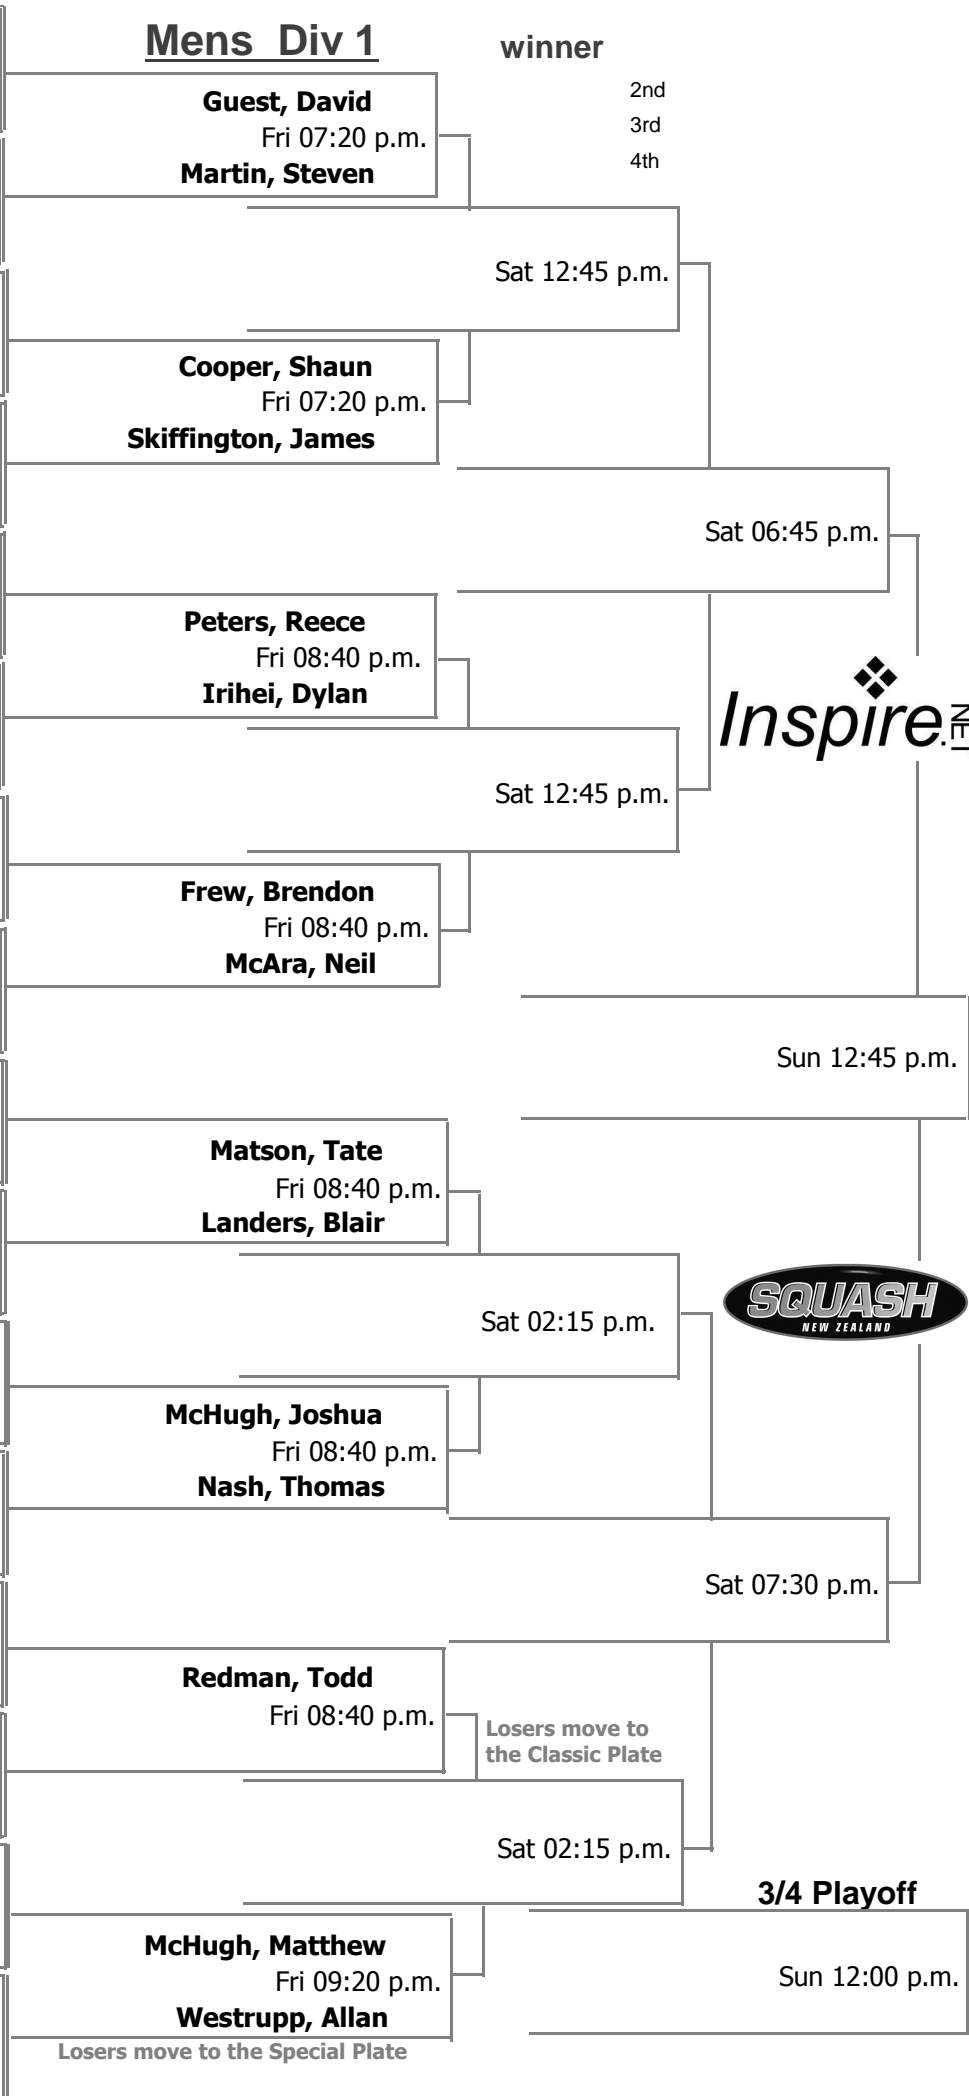 Mens Div 1
winner
2nd
3rd
4th
Guest, David
Fri 07:20 p.m.
Martin, Steven
Sat 12:45 p.m.
Cooper, Shaun
Fri 07:20 p.m.
Skiffington, James
Sat 06:45 p.m.
Peters, Reece
Fri 08:40 p.m.
Irihei, Dylan
Inspire.NET
Sat 12:45 p.m.
Frew, Brendon
Fri 08:40 p.m.
McAra, Neil
Sun 12:45 p.m.
Matson, Tate
Fri 08:40 p.m.
Landers, Blair
SQUASH
NEW ZEALAND
Sat 02:15 p.m.
McHugh, Joshua
Fri 08:40 p.m.
Nash, Thomas
Sat 07:30 p.m.
Redman, Todd
Fri 08:40 p.m.
Losers move to
the Classic Plate
Sat 02:15 p.m.
3/4 Playoff
McHugh, Matthew
Fri 09:20 p.m.
Westrupp, Allan
Sun 12:00 p.m.
Losers move to the Special Plate